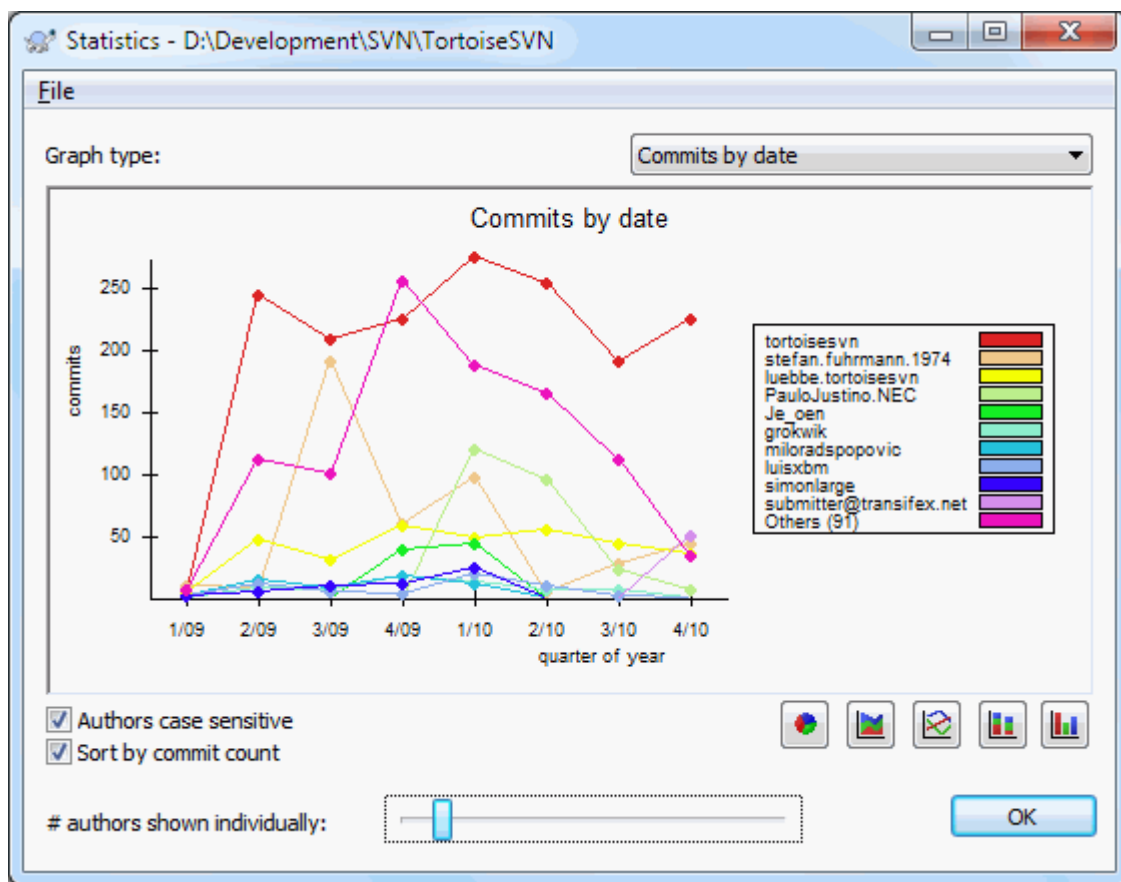 Statistics - D:\Development\SVN\TortoiseSVN
File
Graph type:
Commits by date
Commits by date
250
200
150
100
50
commits
1/09 2/09 3/09 4/09 1/10 2/10 3/10 4/10
quarter of year
tortoisesvn
stefan.fuhrmann.1974
luebbe.tortoisesvn
PauloJustino.NEC
Je_oen
grokwik
miloradspopovic
luisxbm
simonlarge
submitter@transifex.net
Others (91)
Authors case sensitive
Sort by commit count
# authors shown individually:
OK